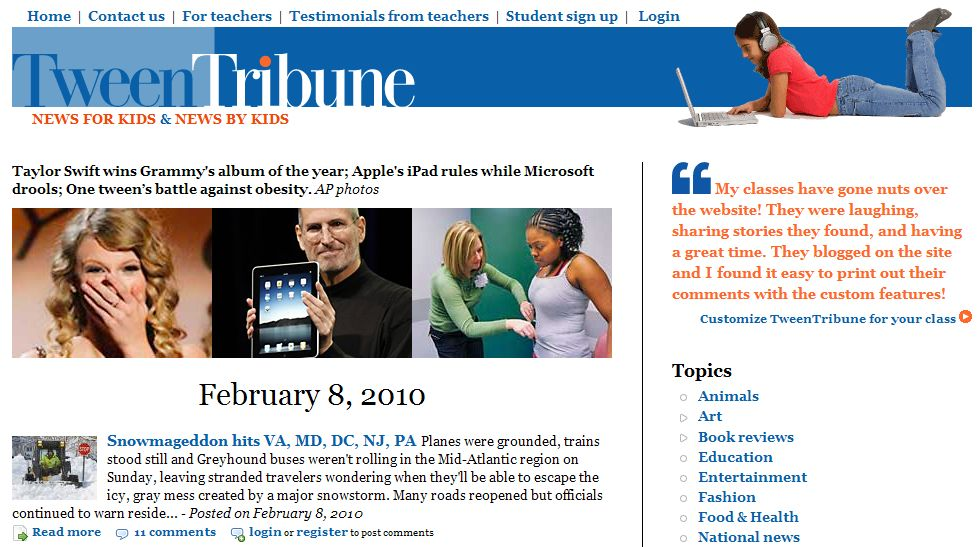 Home | Contact us | For teachers | Testimonials from teachers | Student sign up | Login
TweenTribune
NEWS FOR KIDS & NEWS BY KIDS
Taylor Swift wins Grammy's album of the year; Apple's iPad rules while Microsoft
drools; One tween's battle against obesity. AP photos
February 8, 2010
Snowmageddon hits VA, MD, DC, NJ, PA Planes were grounded, trains
stood still and Greyhound buses weren't rolling in the Mid-Atlantic region on
Sunday, leaving stranded travelers wondering when they'll be able to escape the
icy, gray mess created by a major snowstorm. Many roads reopened but officials
continued to warn reside... - Posted on February 8, 2010
Read more 11 comments login or register to post comments
“ My classes have gone nuts over
the website! They were laughing,
sharing stories they found, and having
a great time. They blogged on the site
and I found it easy to print out their
comments with the custom features!
Customize TweenTribune for your class
Topics
Animals
Art
Book reviews
Education
Entertainment
Fashion
Food & Health
National news